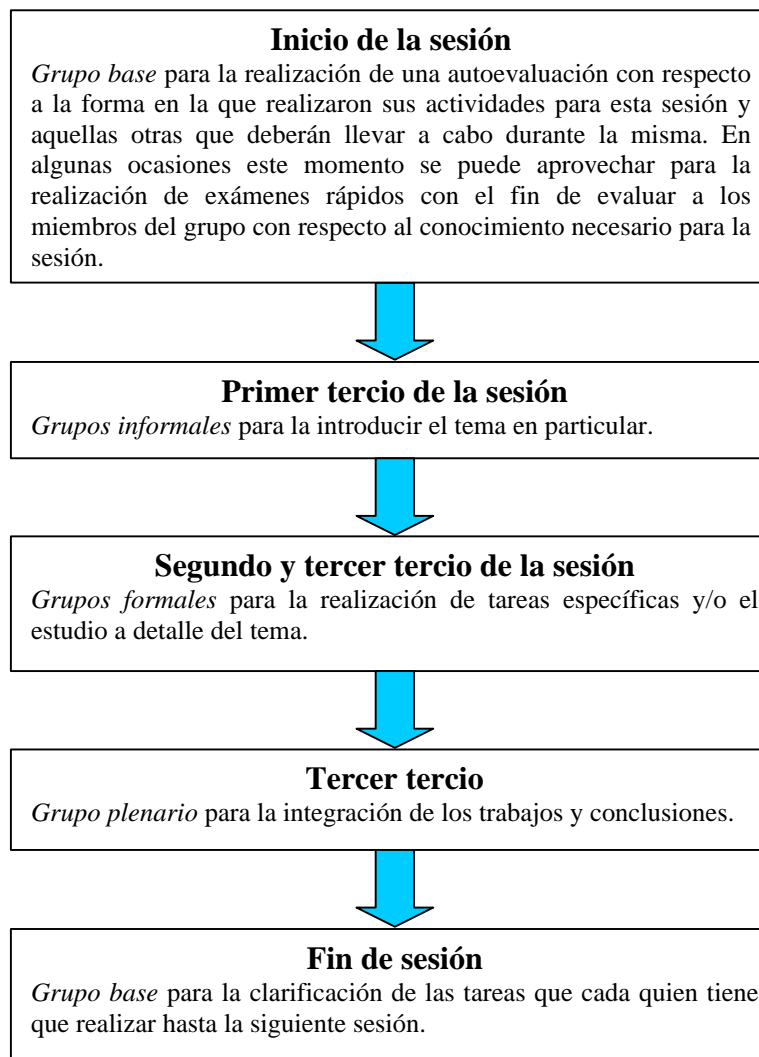 Inicio de la sesión
Grupo base para la realización de una autoevaluación con respecto
a la forma en la que realizaron sus actividades para esta sesión y
aquellas otras que deberán llevar a cabo durante la misma. En
algunas ocasiones este momento se puede aprovechar para la
realización de exámenes rápidos con el fin de evaluar a los
miembros del grupo con respecto al conocimiento necesario para la
sesión.
Primer tercio de la sesión
Grupos informales para la introducir el tema en particular.
Segundo y tercer tercio de la sesión
Grupos formales para la realización de tareas específicas y/o el
estudio a detalle del tema.
Tercer tercio
Grupo plenario para la integración de los trabajos y conclusiones.
Fin de sesión
Grupo base para la clarificación de las tareas que cada quien tiene
que realizar hasta la siguiente sesión.